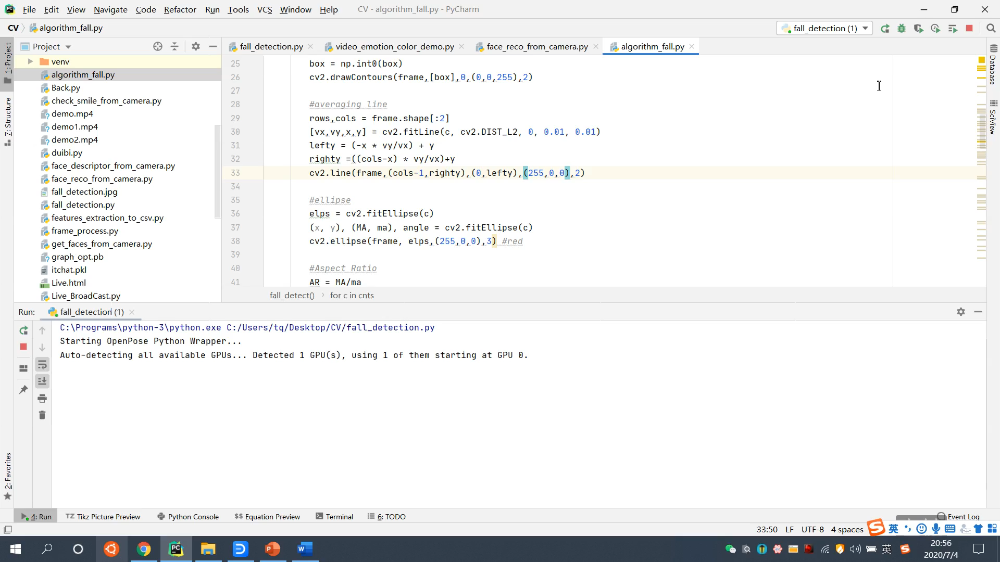 File Edit View Navigate Code Refactor Run Tools VCS Window Help CV - algorithm_fall.py - PyCharm
CV algorithm_fall.py fall_detection (1)
Project fall_detection.py video_emotion_color_demo.py face_reco_from_camera.py algorithm_fall.py
1: Project
7: Structure
2: Favorites
venv
algorithm_fall.py
Back.py
check_smile_from_camera.py
demo.mp4
demo1.mp4
demo2.mp4
duibi.py
face_descriptor_from_camera.py
face_reco_from_camera.py
fall_detection.jpg
fall_detection.py
features_extraction_to_csv.py
frame_process.py
get_faces_from_camera.py
graph_opt.pb
itchat.pkl
Live.html
Live_BroadCast.py
25 box = np.int0(box)
26 cv2.drawContours(frame,[box],0,(0,0,255),2)
27
28 #averaging line
29 rows,cols = frame.shape[:2]
30 [vx,vy,x,y] = cv2.fitLine(c, cv2.DIST_L2, 0, 0.01, 0.01)
31 lefty = (-x * vy/vx) + y
32 righty =((cols-x) * vy/vx)+y
33 cv2.line(frame,(cols-1,righty),(0,lefty),(255,0,0),2)
34
35 #ellipse
36 elps = cv2.fitEllipse(c)
37 (x, y), (MA, ma), angle = cv2.fitEllipse(c)
38 cv2.ellipse(frame, elps,(255,0,0),3) #red
39
40 #Aspect Ratio
41 AR = MA/ma
fall_detect() › for c in cnts
Database
SciView
Run: fall_detection (1)
C:\Programs\python-3\python.exe C:/Users/tq/Desktop/CV/fall_detection.py
Starting OpenPose Python Wrapper...
Auto-detecting all available GPUs... Detected 1 GPU(s), using 1 of them starting at GPU 0.
4: Run TZ Tikz Picture Preview Python Console $$ Equation Preview Terminal 6: TODO Event Log
33:50 LF UTF-8 4 spaces S 英
PC D P W 英 S 20:56
2020/7/4